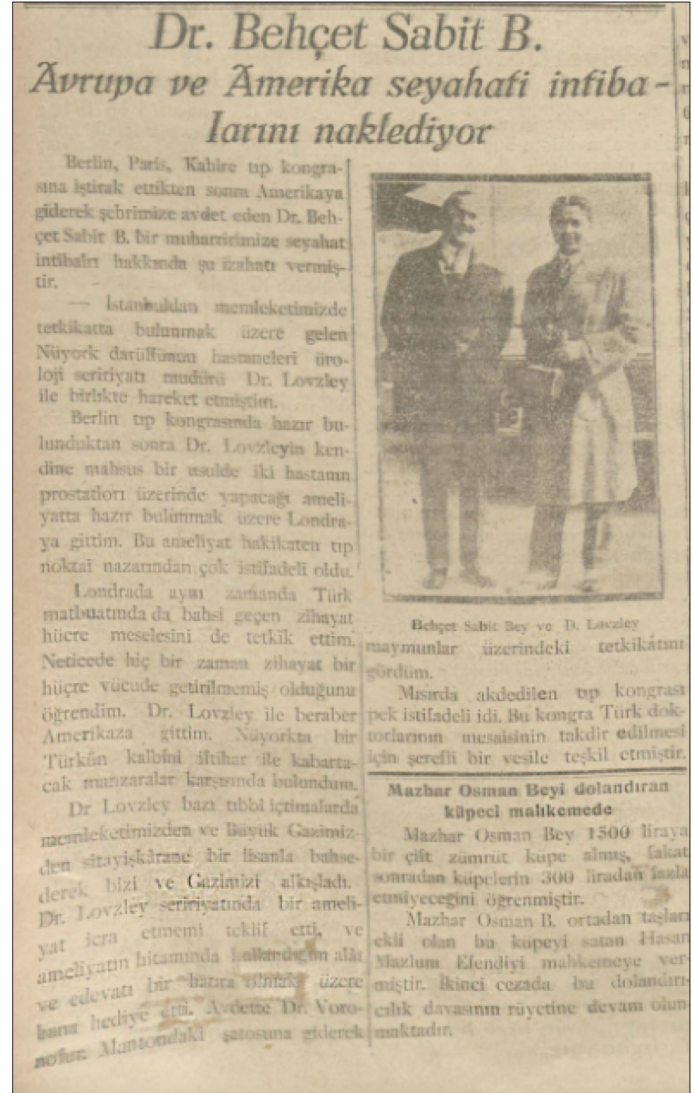 Dr. Behçet Sabit B.
Avrupa ve Amerika seyahati intiba-
larını naklediyor
Berlin, Paris, Kahire tıp kongra-
sına iştirak ettikten sonra Amerikaya
giderek şehrimize avdet eden Dr. Beh-
çet Sabit B. bir muharririmize seyahat
intibaltı hakkında şu izahatı vermiş-
tir.
— İstanbuldan memleketimizde
tetkikatta bulunmak üzere gelen
Nüyork darülfünun hastaneleri üro-
loji seririyatı müdürü Dr. Lovzley
ile birlikte hareket etmiştim.
Berlin tıp kongrasında hazır bu-
lunduktan sonra Dr. Lovzleyin ken-
dine mahsus bir usulde iki hastanın
prostatları üzerinde yapacağı ameli-
yatta hazır bulunmak üzere Londra-
ya gittim. Bu ameliyat hakikaten tıp
noktai nazarından çok istifadeli oldu.
Londrada aynı zamanda Türk
matbuatında da bahsi geçen zihayat
hücre meselesini de tetkik ettim.
Neticede hiç bir zaman zihayat bir
hüçre vücude getirilmemiş olduğunu
öğrendim. Dr. Lovzley ile beraber
Amerikaza gittim. Nüyorkta bir
Türkün kalbini iftihar ile kabarta-
cak manzaralar karşısında bulundum.
Dr Lovzley bazı tıbbi içtimalarda
memleketimizden ve Büyük Gazimiz-
den sitayişkârane bir lisanla bahse-
derek bizi ve Gazimizi alkışladı.
Dr. Lovzley seririyatında bir ameli-
yat icra etmemi teklif etti, ve
ameliyatın hitamında kullandığım alât
ve edevatı bir hatıra olmak üzere
bana hediye etti. Avdette Dr. Voro-
nofun Mantondaki şatosuna giderek
Behçet Sabit Bey ve D. Lovzley
maymunlar üzerindeki tetkikâtını
gördüm.
Mısırda akdedilen tıp kongrası
pek istifadeli idi. Bu kongra Türk dok-
torlarının mesaisinin takdir edilmesi
için şerefli bir vesile teşkil etmiştir.
Mazhar Osman Beyi dolandıran
küpeci mahkemede
Mazhar Osman Bey 1500 liraya
bir çift zümrüt küpe almış, fakat
sonradan küpelerin 300 liradan fazla
etmiyeceğini öğrenmiştir.
Mazhar Osman B. ortadan taşları
ekli olan bu küpeyi satan Hasan
Mazlum Efendiyi mahkemeye ver-
miştir. İkinci cezada bu dolandırı-
cılık davasının rüyetine devam olun
maktadır.